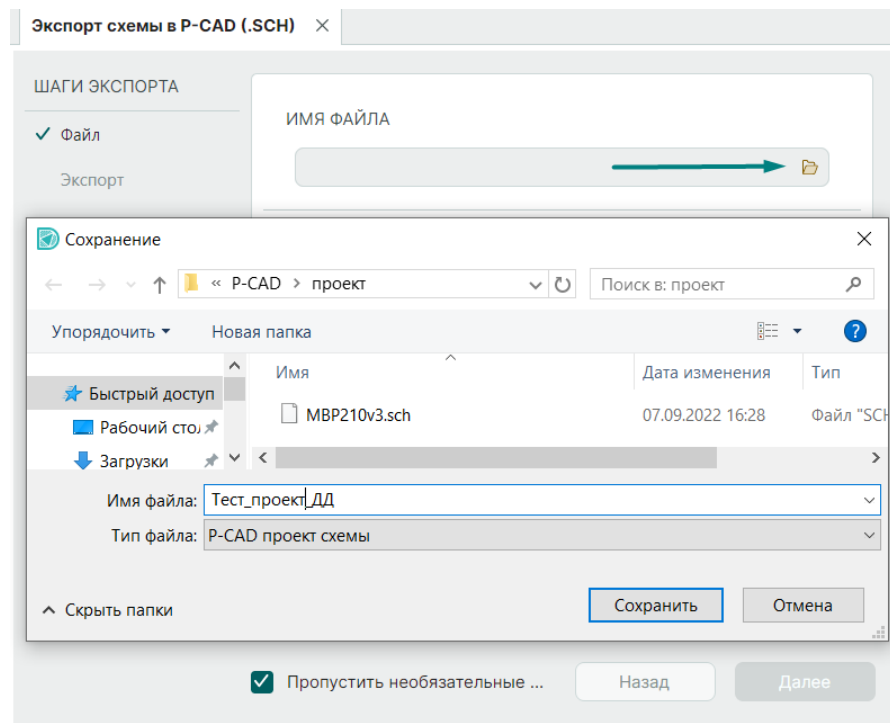 Экспорт схемы в P-CAD (.SCH)
ШАГИ ЭКСПОРТА
Файл
Экспорт
ИМЯ ФАЙЛА
Сохранение
« P-CAD > проект
Поиск в: проект
Упорядочить
Новая папка
Имя
Дата изменения
Тип
Быстрый доступ
Рабочий сто
Загрузки
MBP210v3.sch
07.09.2022 16:28
Файл "SCH
Имя файла: Тест_проект_ДД
Тип файла: P-CAD проект схемы
Скрыть папки
Сохранить
Отмена
Пропустить необязательные ...
Назад
Далее